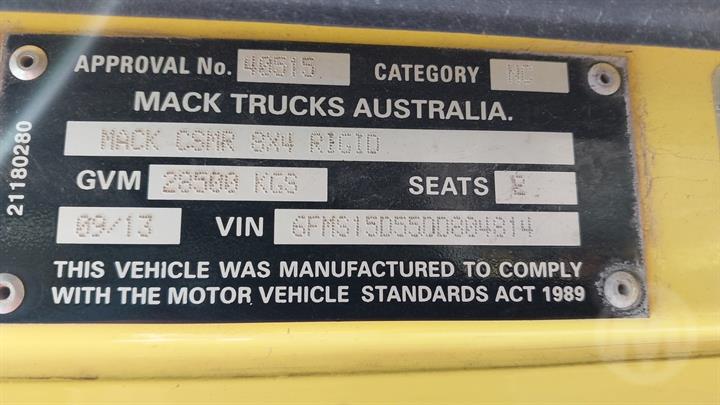 APPROVAL No. 40515 CATEGORY NC
MACK TRUCKS AUSTRALIA.
MACK CSMR 8X4 RIGID
GVM 28500 KGS SEATS 2
09/13 VIN 6FMS15D55DD804814
THIS VEHICLE WAS MANUFACTURED TO COMPLY
WITH THE MOTOR VEHICLE STANDARDS ACT 1989
21180280